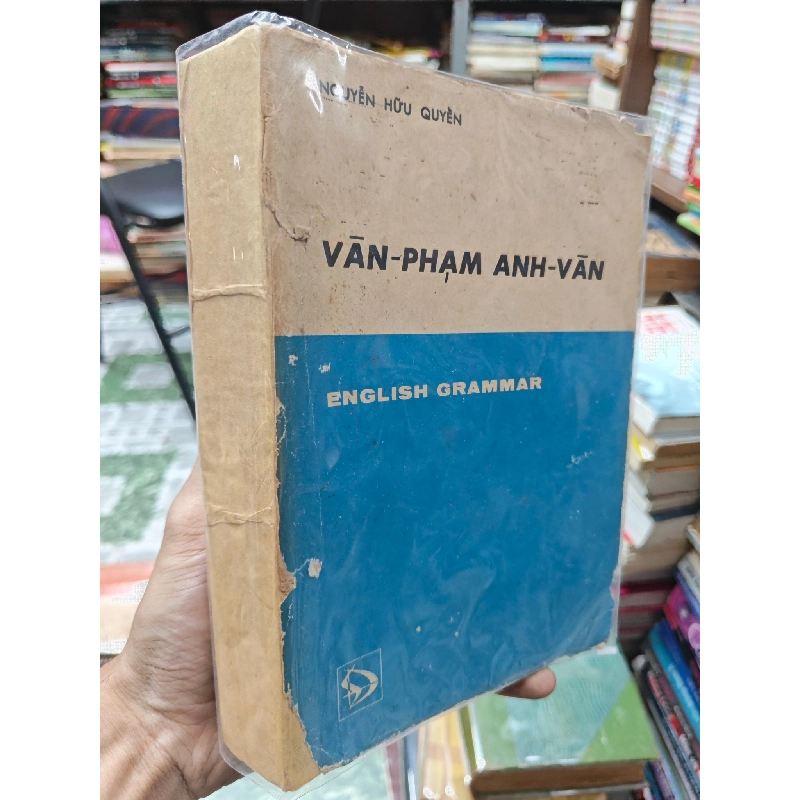 NGUYỄN HỮU QUYỀN
VĂN-PHẠM ANH-VĂN
ENGLISH GRAMMAR